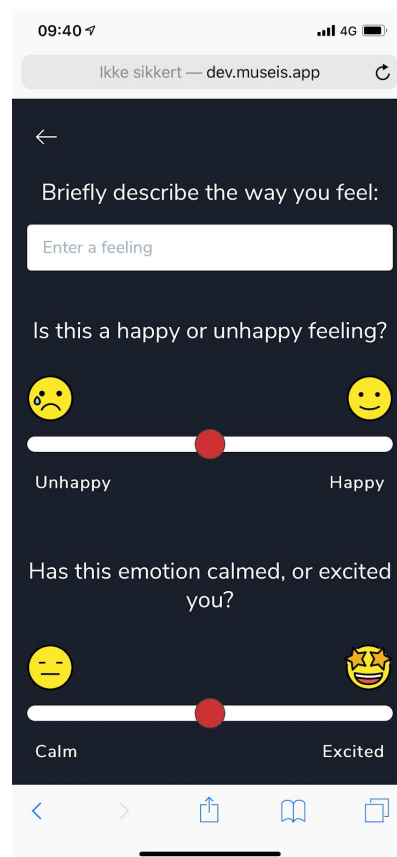 09:40 4G
Ikke sikkert — dev.museis.app
Briefly describe the way you feel:
Enter a feeling
Is this a happy or unhappy feeling?
Unhappy Happy
Has this emotion calmed, or excited
you?
Calm Excited